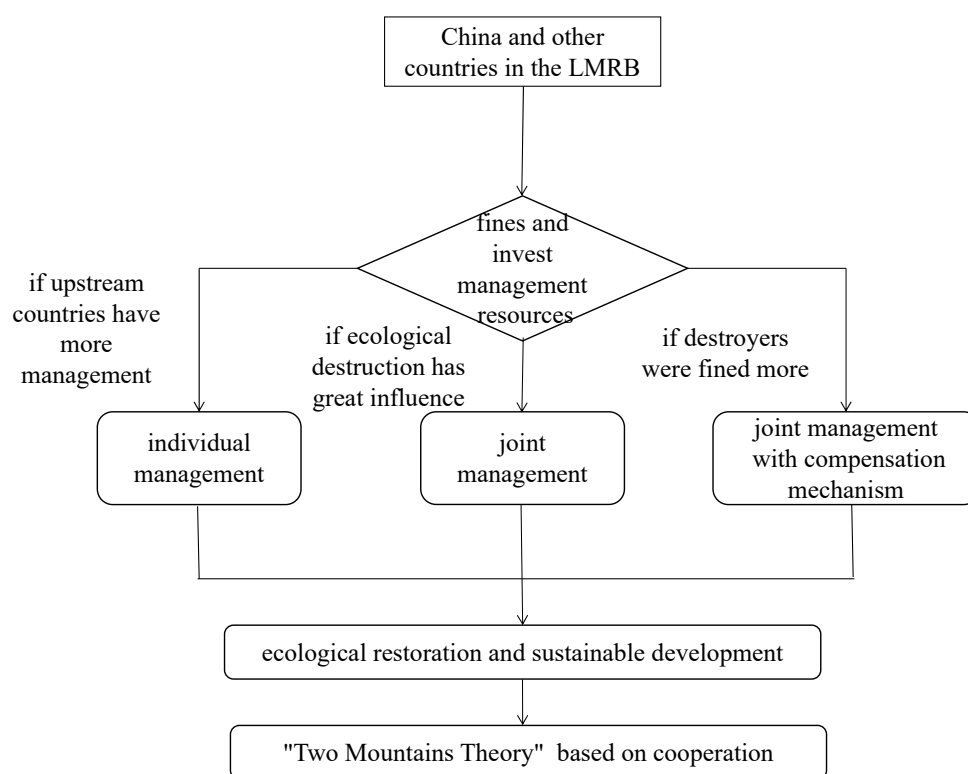 China and other
countries in the LMRB
fines and
invest
management
resources
if upstream
countries have
more
management
if ecological
destruction has
great influence
if destroyers
were fined more
individual
management
joint
management
joint management
with compensation
mechanism
ecological restoration and sustainable development
"Two Mountains Theory" based on cooperation